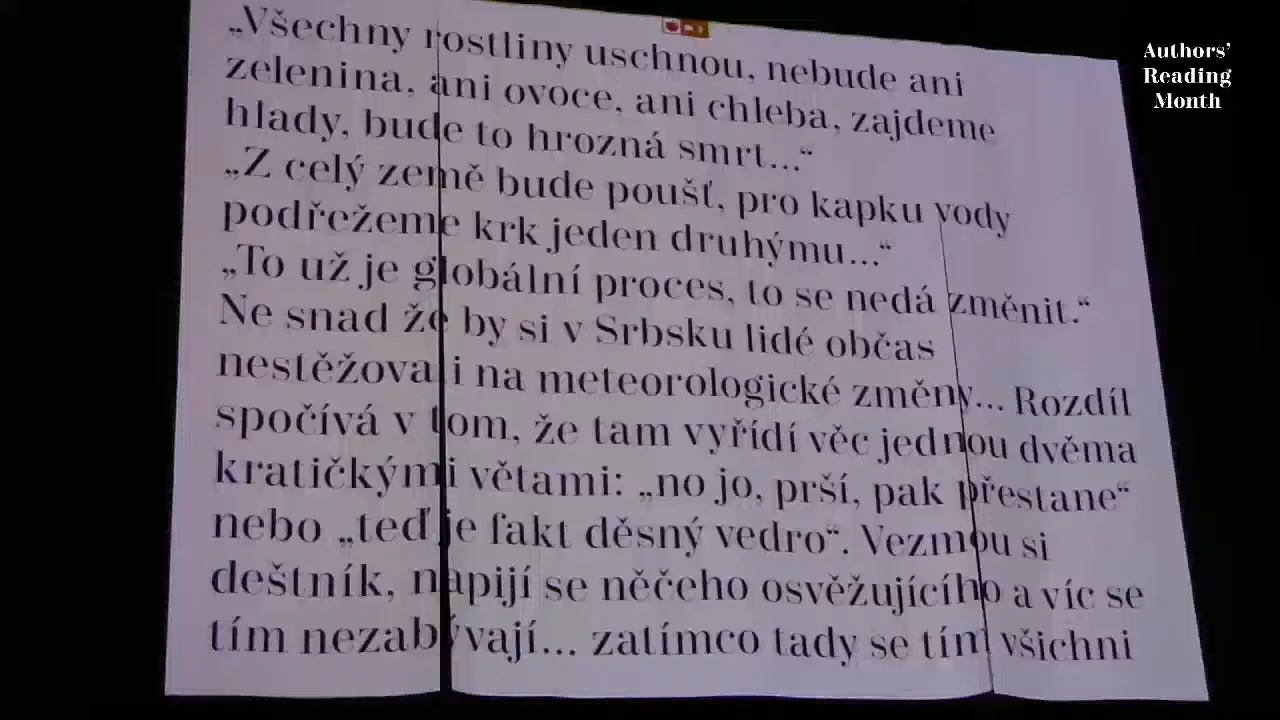 „Všechny rostliny uschnou, nebude ani
zelenina, ani ovoce, ani chleba, zajdeme
hlady, bude to hrozná smrt...“
„Z celý země bude poušť, pro kapku vody
podřežeme krk jeden druhýmu...“
„To už je globální proces, to se nedá změnit.“
Ne snad že by si v Srbsku lidé občas
nestěžovali na meteorologické změny... Rozdíl
spočívá v tom, že tam vyřídí věc jednou dvěma
kratičkými větami: „no jo, prší, pak přestane“
nebo „teď je fakt děsný vedro“. Vezmou si
deštník, napijí se něčeho osvěžujícího a víc se
tím nezabývají... zatímco tady se tím všichni
Authors’
Reading
Month